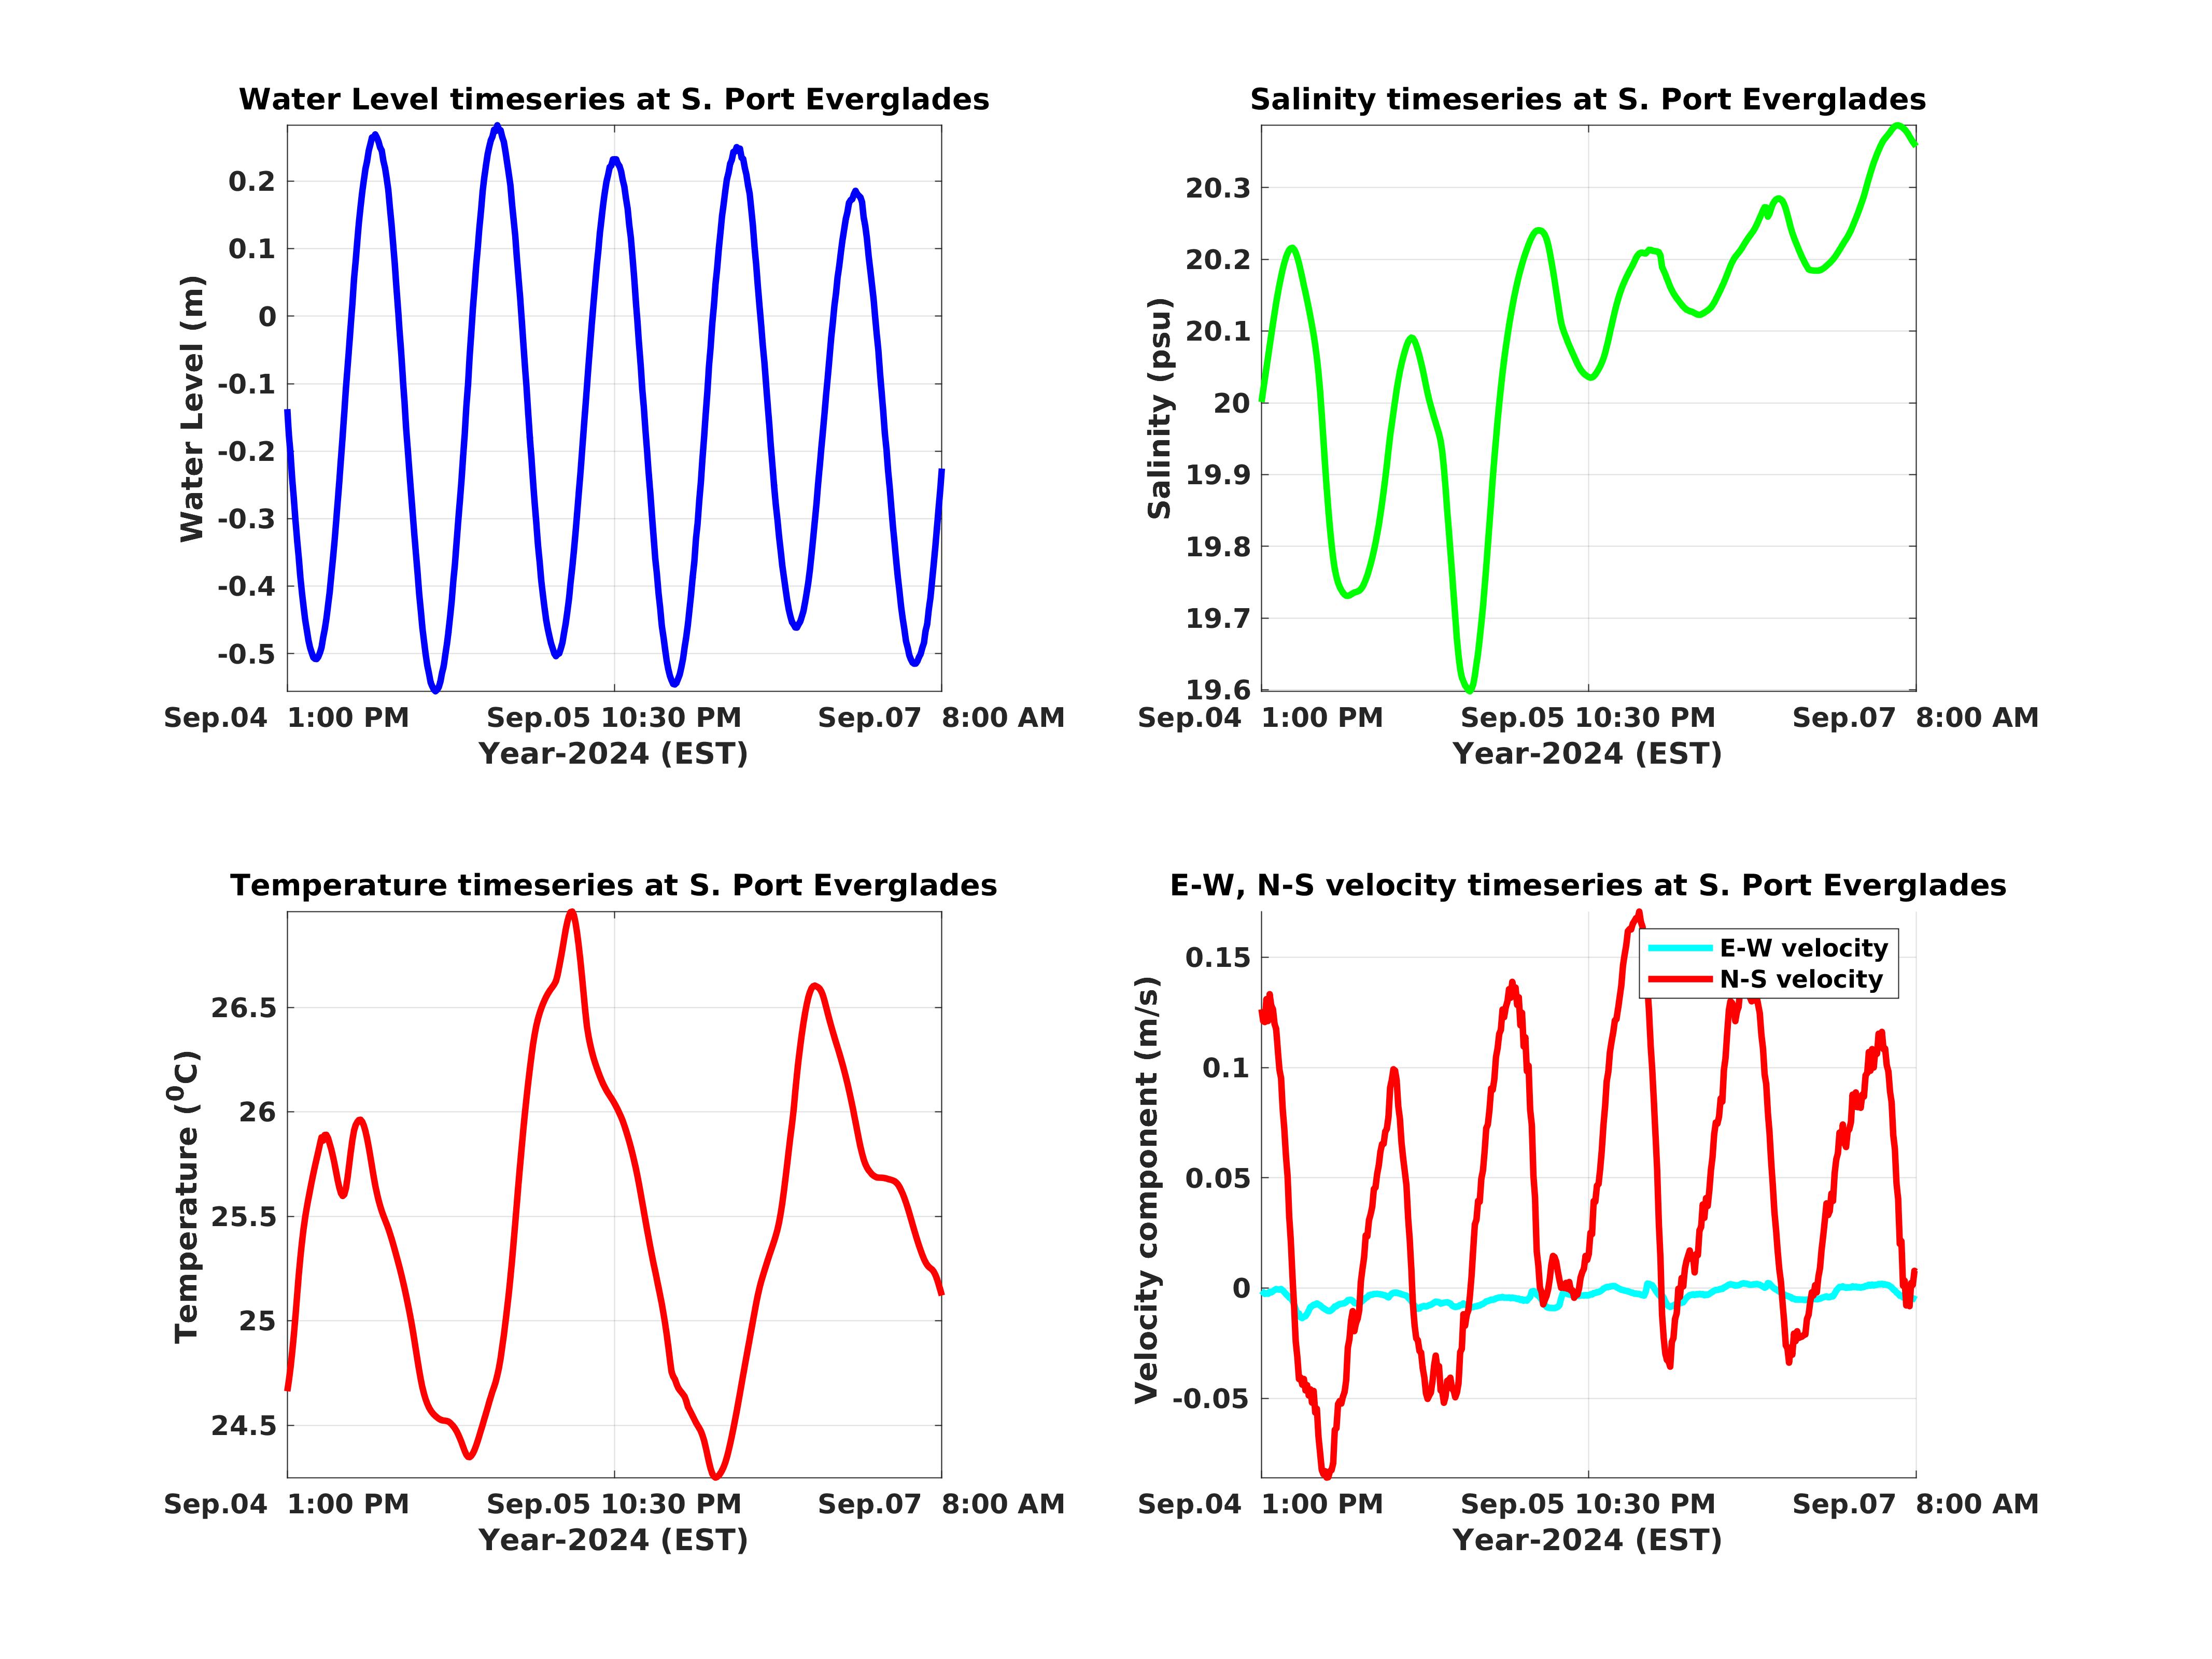 Water Level timeseries at S. Port Everglades
Water Level (m)
0.2
0.1
0
-0.1
-0.2
-0.3
-0.4
-0.5
Sep.04 1:00 PM Sep.05 10:30 PM Sep.07 8:00 AM
Year-2024 (EST)
Salinity timeseries at S. Port Everglades
Salinity (psu)
20.3
20.2
20.1
20
19.9
19.8
19.7
19.6
Sep.04 1:00 PM Sep.05 10:30 PM Sep.07 8:00 AM
Year-2024 (EST)
Temperature timeseries at S. Port Everglades
Temperature (⁰C)
26.5
26
25.5
25
24.5
Sep.04 1:00 PM Sep.05 10:30 PM Sep.07 8:00 AM
Year-2024 (EST)
E-W, N-S velocity timeseries at S. Port Everglades
Velocity component (m/s)
0.15
0.1
0.05
0
-0.05
E-W velocity
N-S velocity
Sep.04 1:00 PM Sep.05 10:30 PM Sep.07 8:00 AM
Year-2024 (EST)